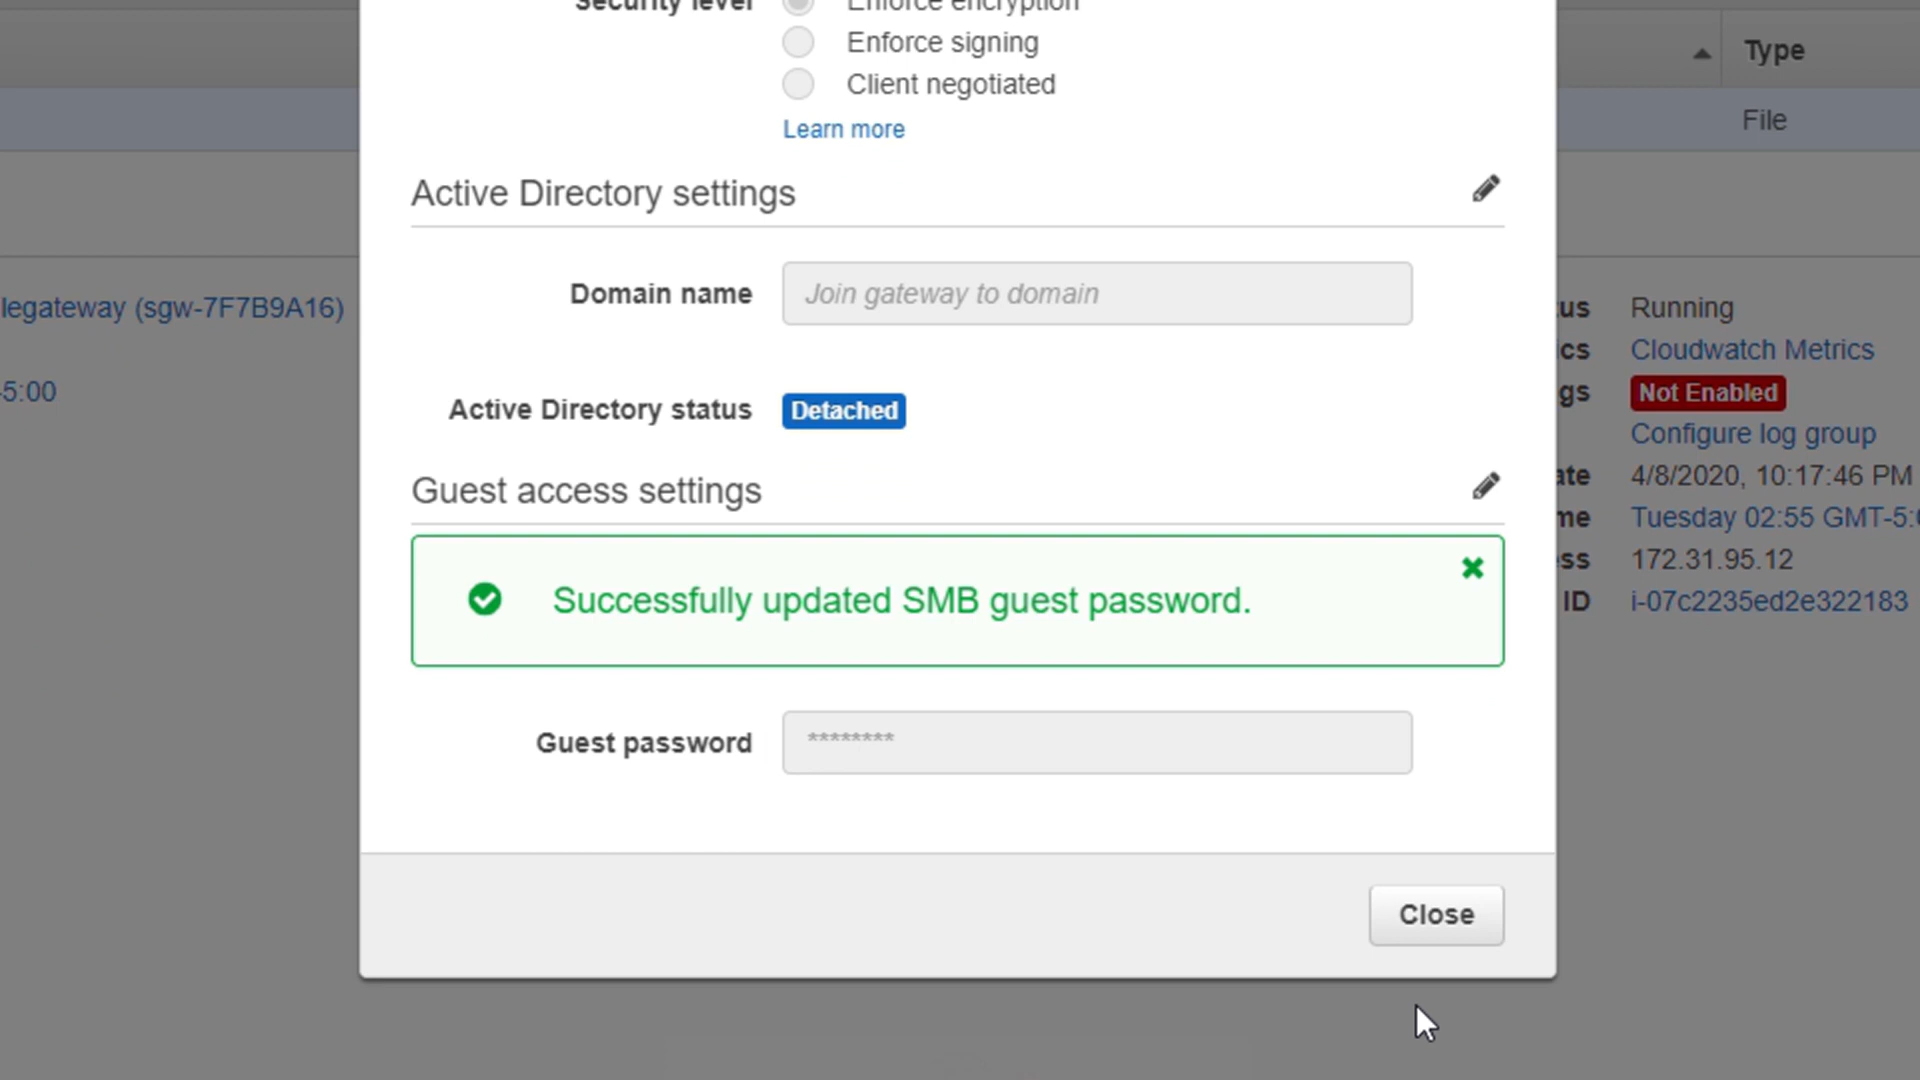 Security level
Enforce encryption
Enforce signing
Client negotiated
Learn more
Type
File
Active Directory settings
Domain name
Join gateway to domain
Active Directory status
Detached
Guest access settings
Successfully updated SMB guest password.
Guest password
********
Close
legateway (sgw-7F7B9A16)
-5:00
us Running
cs Cloudwatch Metrics
gs Not Enabled
Configure log group
ate 4/8/2020, 10:17:46 PM
me Tuesday 02:55 GMT-5:0
ss 172.31.95.12
ID i-07c2235ed2e322183